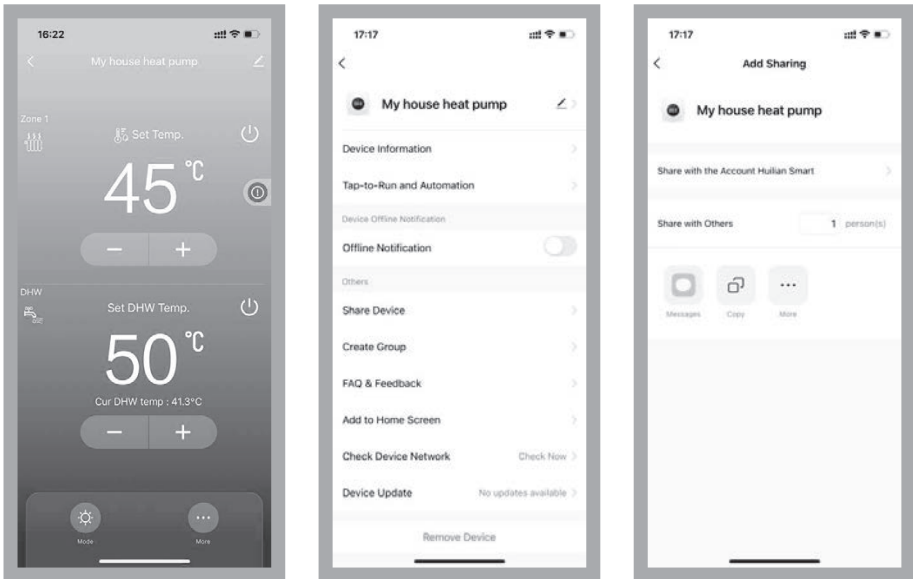 16:22
My house heat pump
Zone 1
Set Temp.
45 °C
− +
DHW
Set DHW Temp.
50 °C
Cur DHW temp : 41.3°C
− +
Mode
More
17:17
My house heat pump
Device Information
Tap-to-Run and Automation
Device Offline Notification
Offline Notification
Others
Share Device
Create Group
FAQ & Feedback
Add to Home Screen
Check Device Network Check Now
Device Update No updates available
Remove Device
17:17
Add Sharing
My house heat pump
Share with the Account Huilian Smart
Share with Others 1 person(s)
Messages
Copy
More